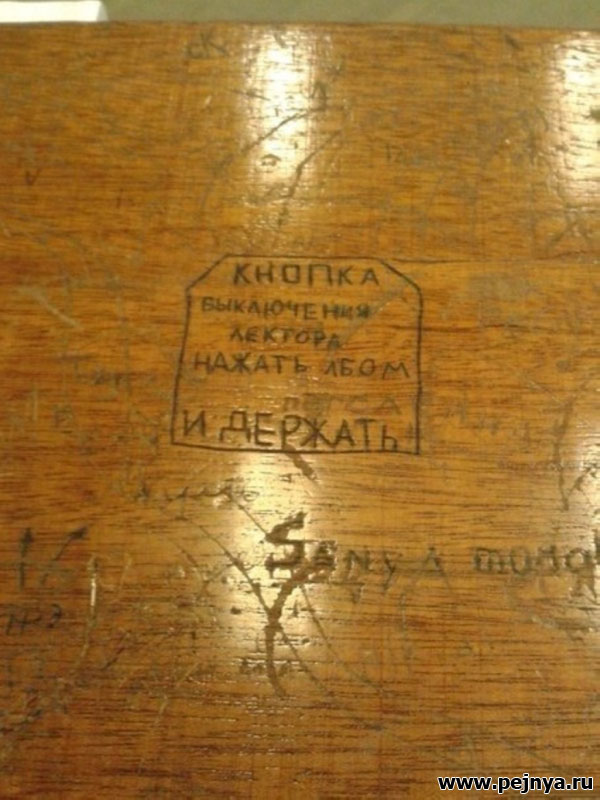 КНОПКА
ВЫКЛЮЧЕНИЯ
ЛЕКТОРА
НАЖАТЬ ЛБОМ
И ДЕРЖАТЬ
www.pejnya.ru